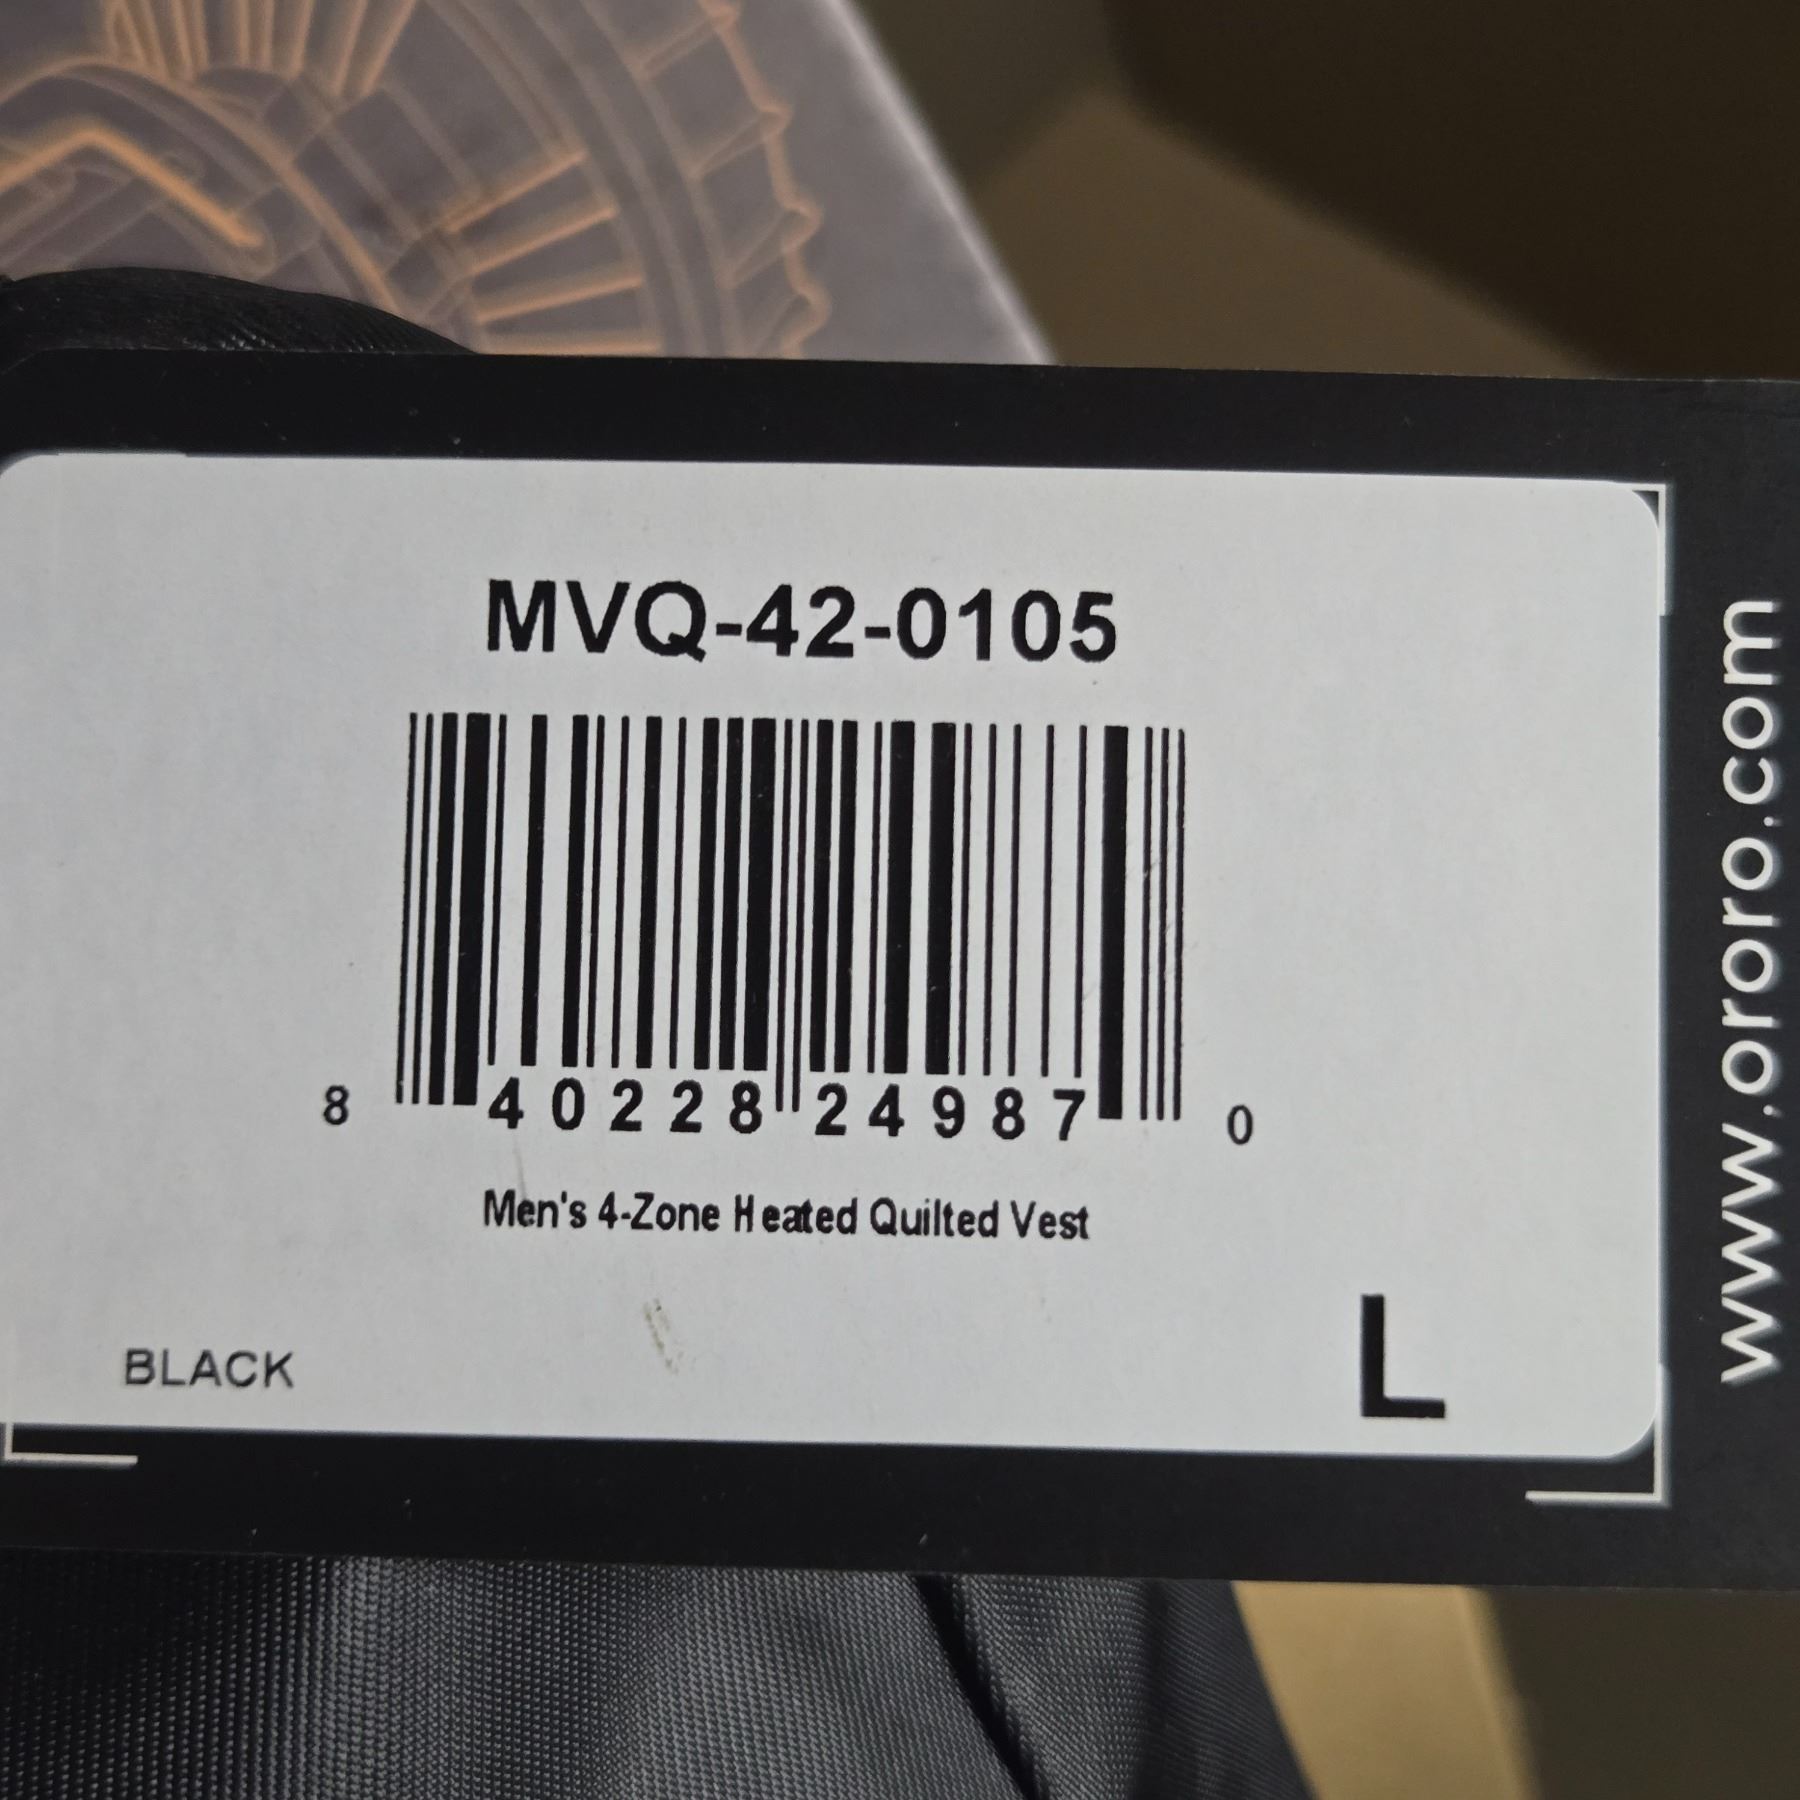 MVQ-42-0105
8 40228 24987 0
Men's 4-Zone Heated Quilted Vest
BLACK
L
www.ororo.com